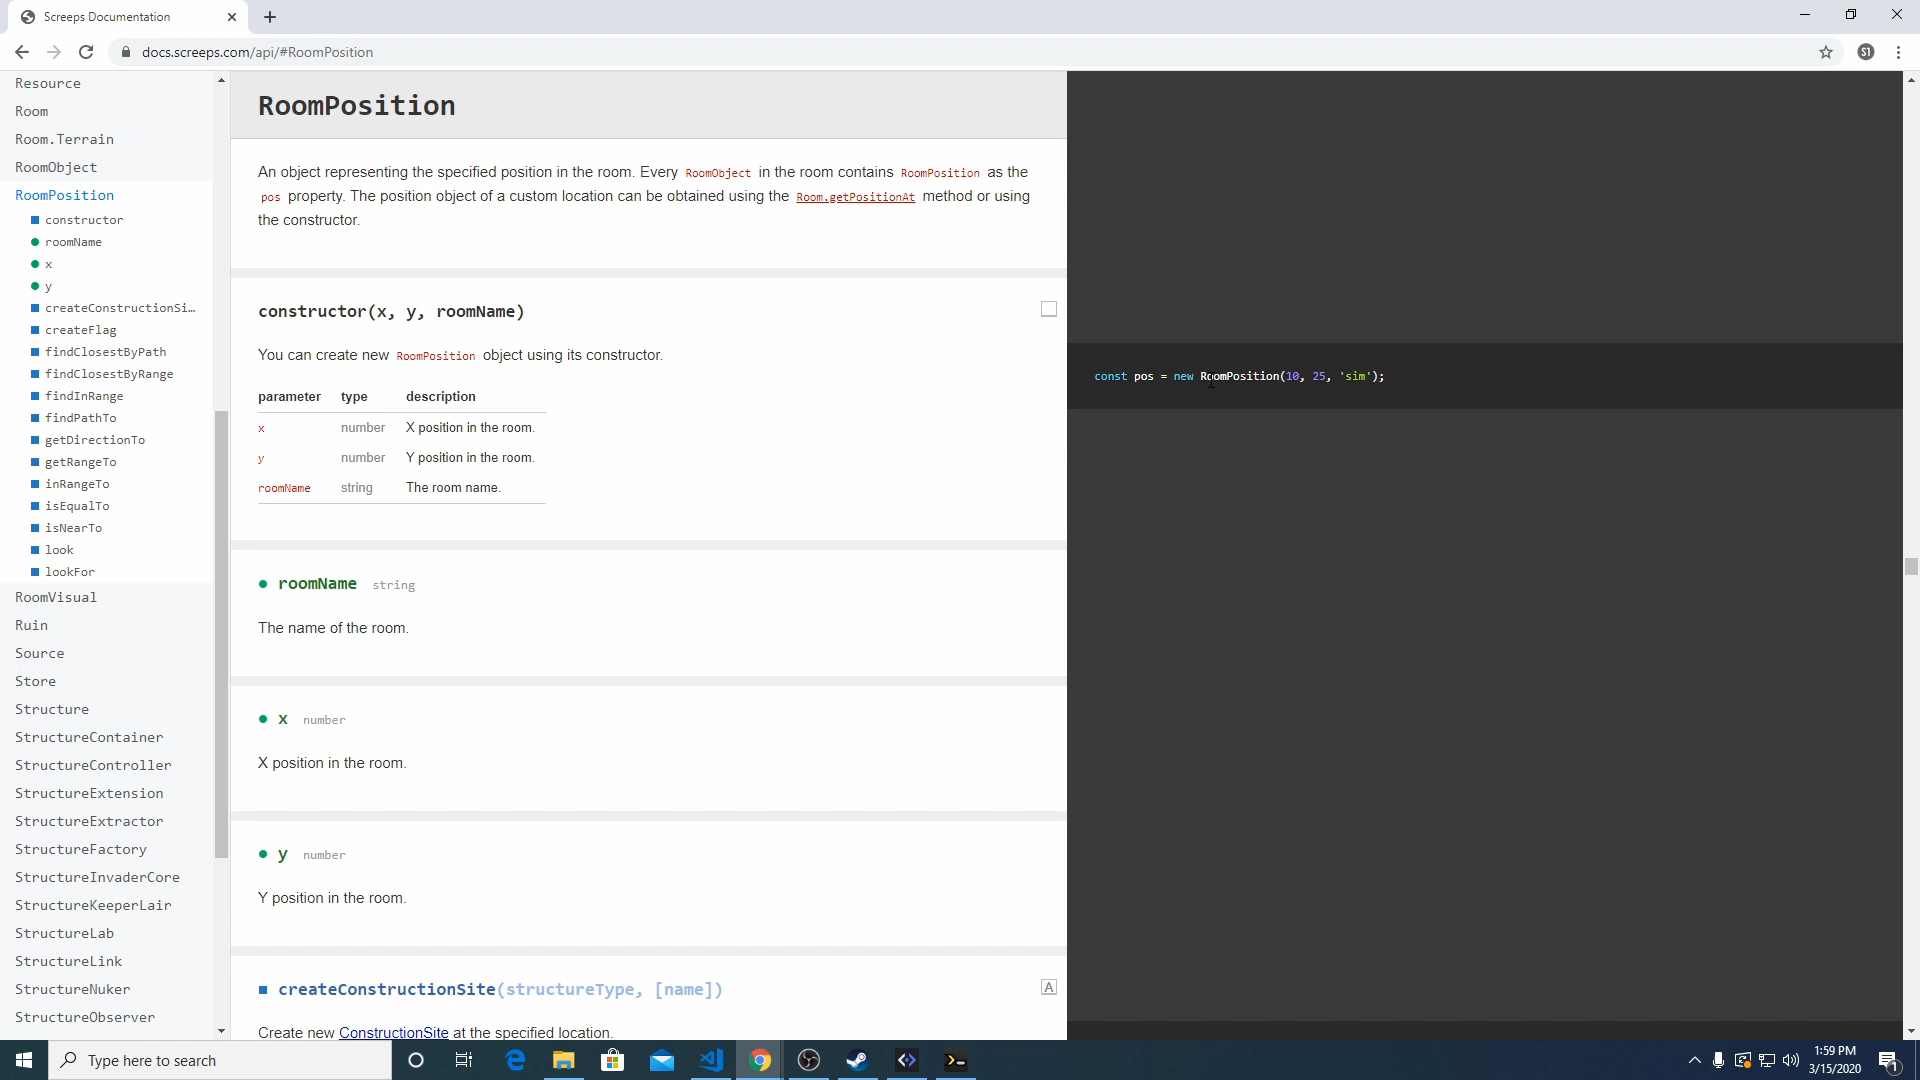 Screeps Documentation
docs.screeps.com/api/#RoomPosition
S1
Resource
Room
Room.Terrain
RoomObject
RoomPosition
constructor
roomName
x
y
createConstructionSi…
createFlag
findClosestByPath
findClosestByRange
findInRange
findPathTo
getDirectionTo
getRangeTo
inRangeTo
isEqualTo
isNearTo
look
lookFor
RoomVisual
Ruin
Source
Store
Structure
StructureContainer
StructureController
StructureExtension
StructureExtractor
StructureFactory
StructureInvaderCore
StructureKeeperLair
StructureLab
StructureLink
StructureNuker
StructureObserver
RoomPosition
An object representing the specified position in the room. Every RoomObject in the room contains RoomPosition as the
pos property. The position object of a custom location can be obtained using the Room.getPositionAt method or using
the constructor.
constructor(x, y, roomName)
You can create new RoomPosition object using its constructor.
parameter type description
x number X position in the room.
y number Y position in the room.
roomName string The room name.
const pos = new RoomPosition(10, 25, 'sim');
roomName string
The name of the room.
x number
X position in the room.
y number
Y position in the room.
createConstructionSite(structureType, [name])
A
Create new ConstructionSite at the specified location.
Type here to search
1:59 PM
3/15/2020
1